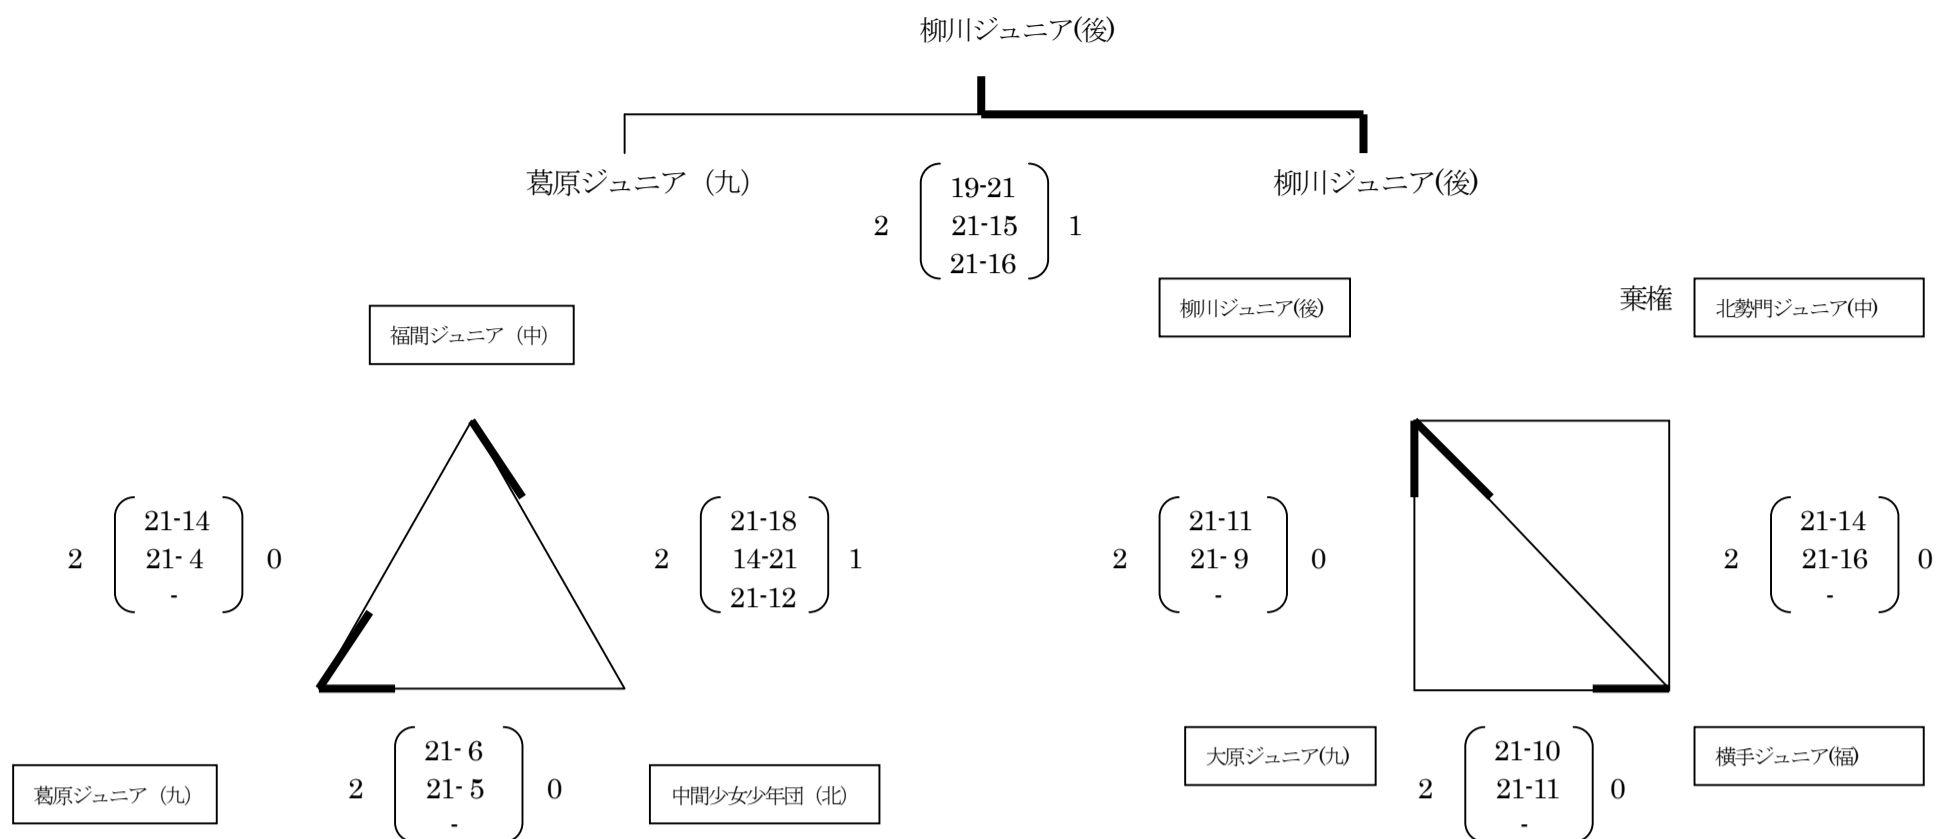 柳川ジュニア(後)
葛原ジュニア（九）
柳川ジュニア(後)
19-21
2 21-15 1
21-16
福間ジュニア（中）
柳川ジュニア(後)
棄権 北勢門ジュニア(中)
21-14
2 21- 4 0
-
21-18
2 14-21 1
21-12
21-11
2 21- 9 0
-
21-14
2 21-16 0
-
葛原ジュニア（九）
21- 6
2 21- 5 0
-
中間少女少年団（北）
大原ジュニア(九)
21-10
2 21-11 0
-
横手ジュニア(福)